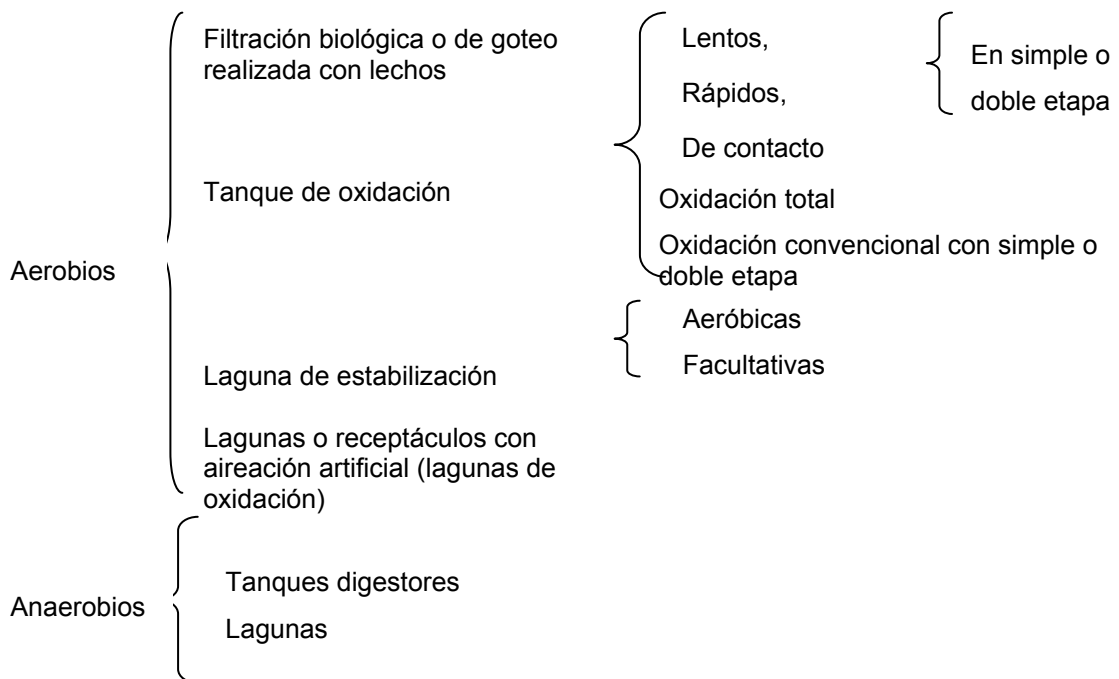 Aerobios
Filtración biológica o de goteo
realizada con lechos
Lentos,
Rápidos,
De contacto
En simple o
doble etapa
Tanque de oxidación
Oxidación total
Oxidación convencional con simple o
doble etapa
Laguna de estabilización
Aeróbicas
Facultativas
Lagunas o receptáculos con
aireación artificial (lagunas de
oxidación)
Anaerobios
Tanques digestores
Lagunas